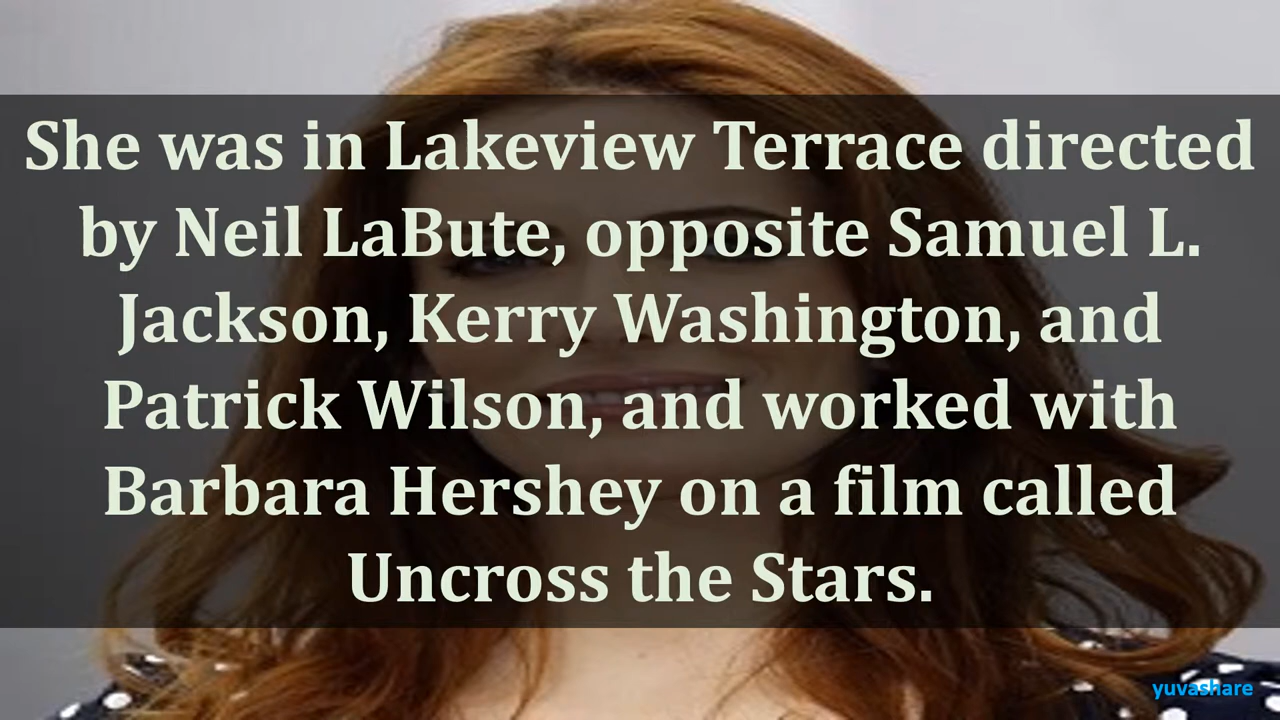 She was in Lakeview Terrace directed
by Neil LaBute, opposite Samuel L.
Jackson, Kerry Washington, and
Patrick Wilson, and worked with
Barbara Hershey on a film called
Uncross the Stars.
yuvashare